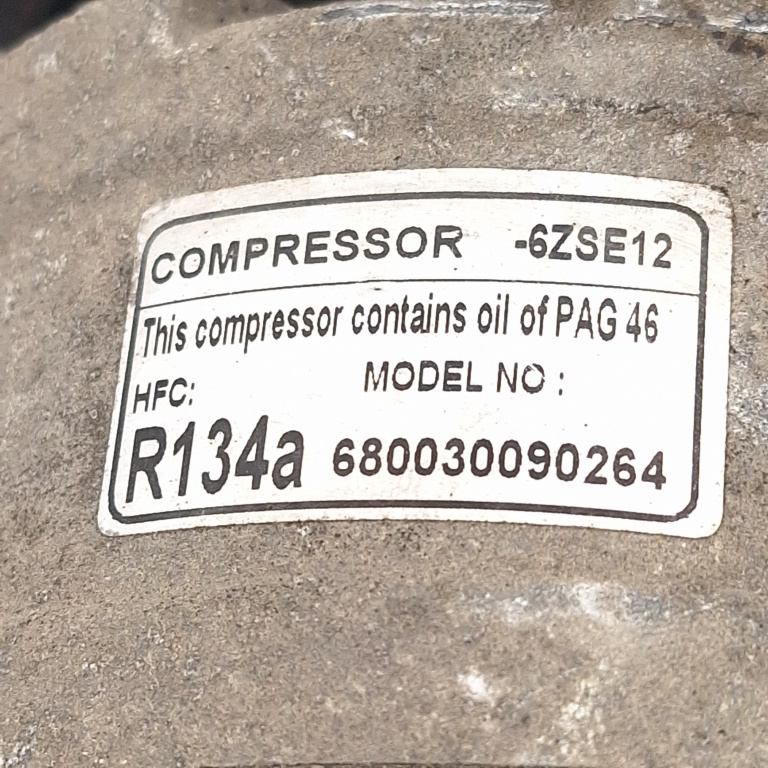 COMPRESSOR -6ZSE12
This compressor contains oil of PAG 46
HFC: MODEL NO :
R134a 680030090264